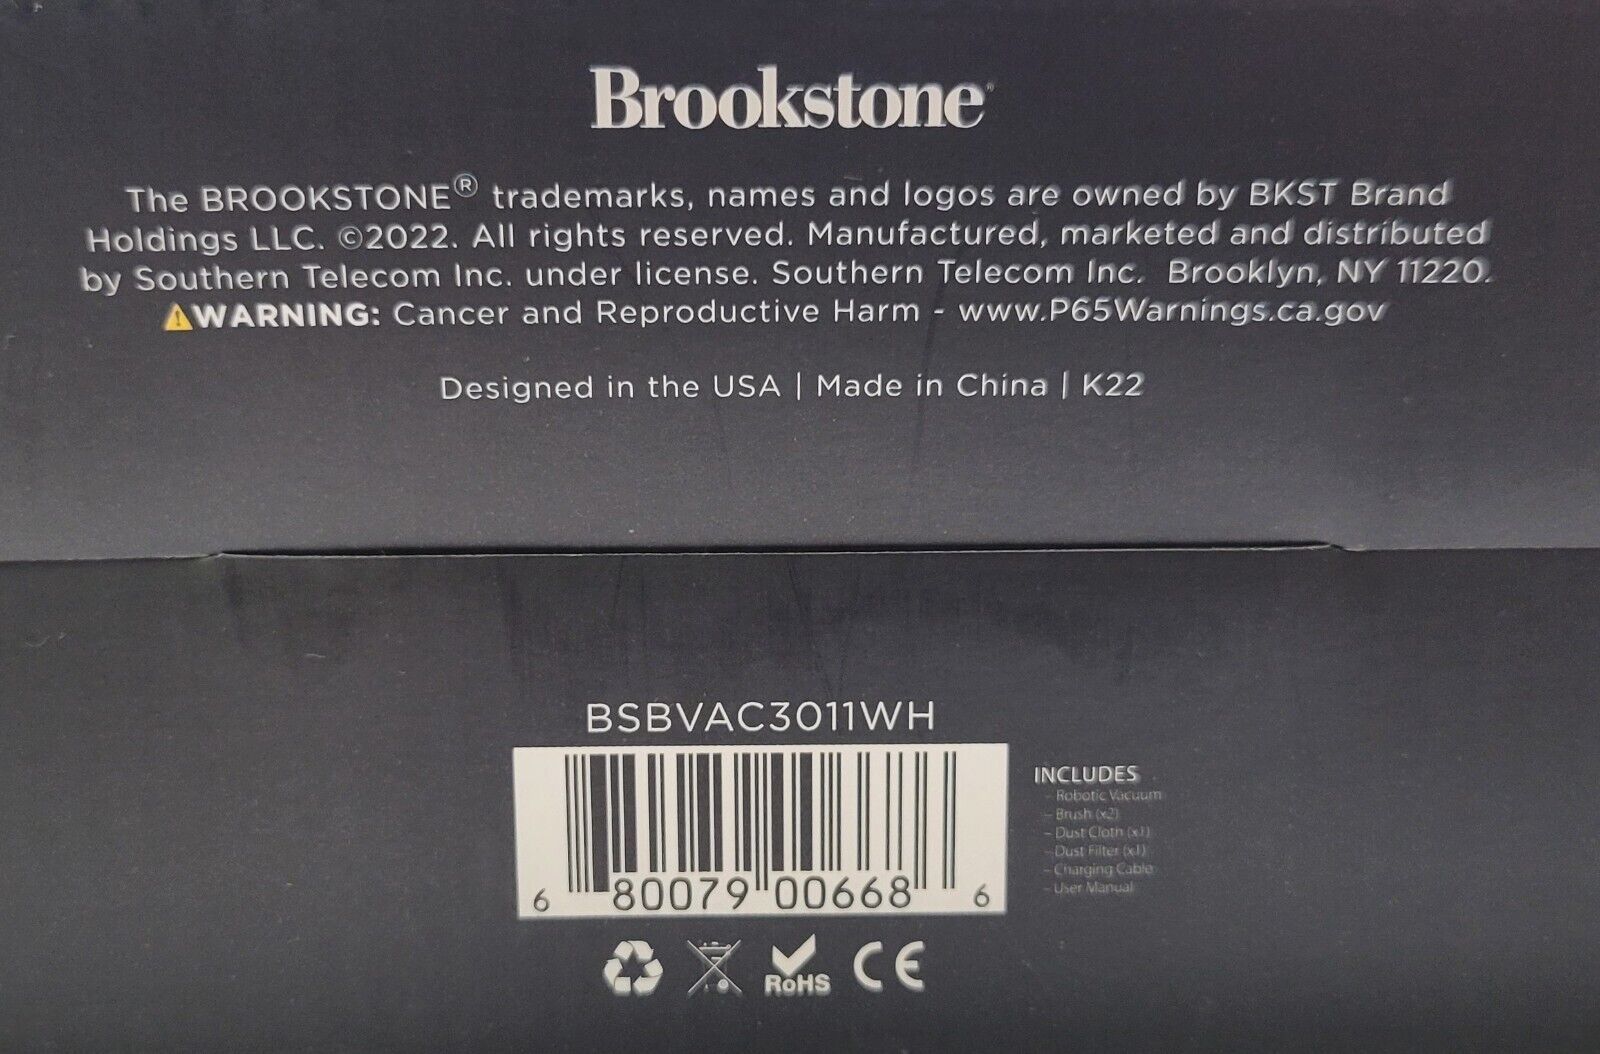 Brookstone®
The BROOKSTONE® trademarks, names and logos are owned by BKST Brand
Holdings LLC. ©2022. All rights reserved. Manufactured, marketed and distributed
by Southern Telecom Inc. under license. Southern Telecom Inc. Brooklyn, NY 11220.
⚠WARNING: Cancer and Reproductive Harm - www.P65Warnings.ca.gov
Designed in the USA | Made in China | K22
BSBVAC3011WH
6 80079 00668 6
INCLUDES
- Robotic Vacuum
- Brush (x2)
- Dust Cloth (x1)
- Dust Filter (x1)
- Charging Cable
- User Manual
RoHS
CE